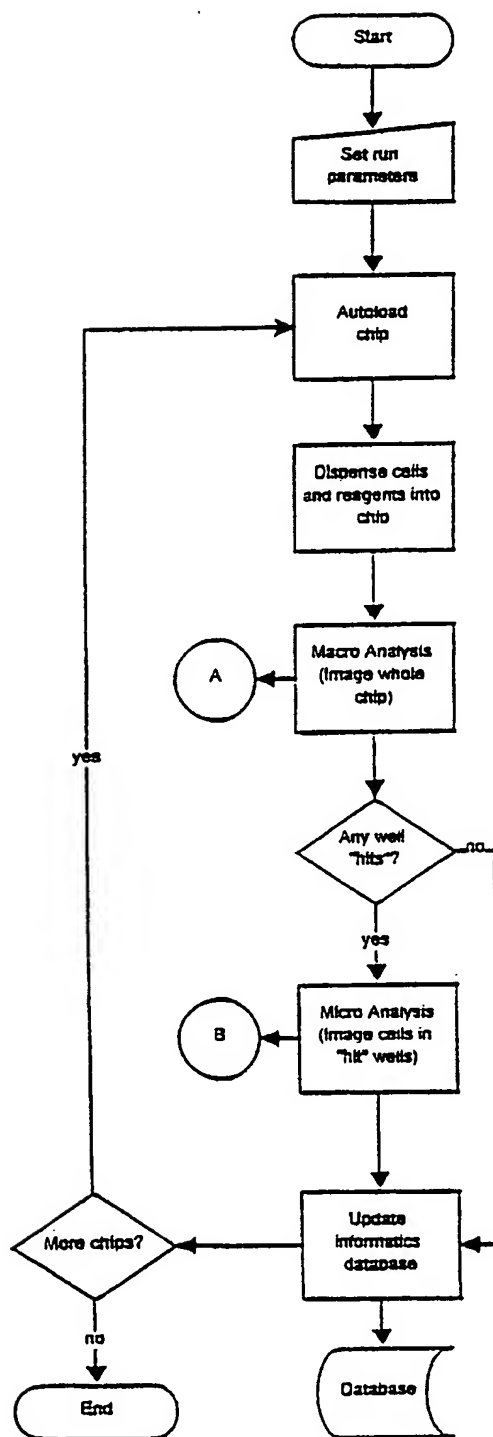 Start
Set run
parameters
Autoload
chip
Dispense cells
and reagents into
chip
Macro Analysis
(Image whole
chip)
A
Any well
"hits"?
no
yes
yes
Micro Analysis
(Image cells in
"hit" wells)
B
Update
informatics
database
More chips?
no
Database
End